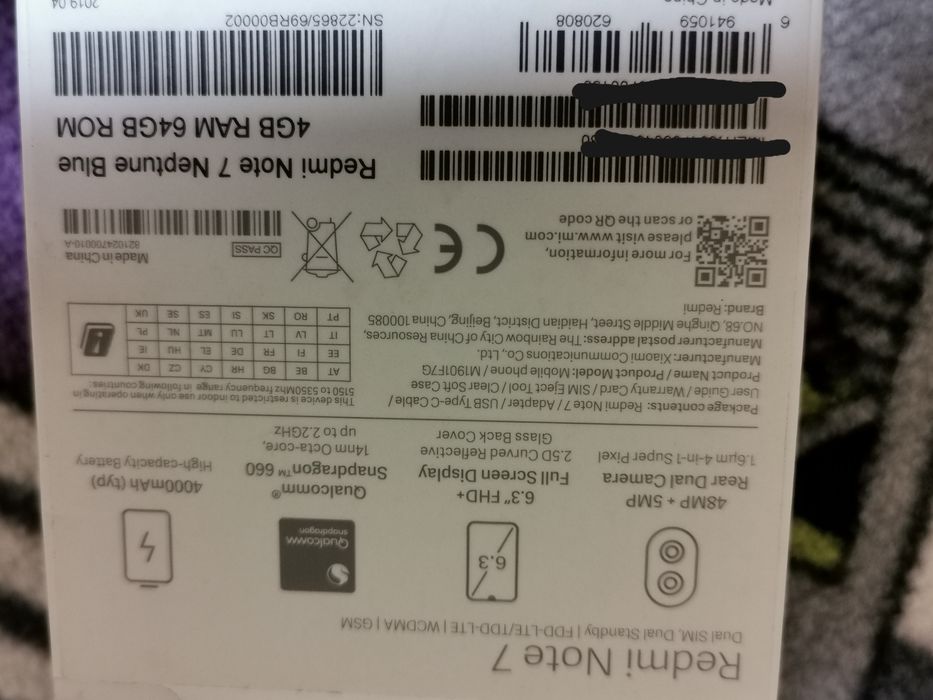 Redmi Note 7
Dual SIM, Dual Standby | FDD-LTE/TDD-LTE | WCDMA | GSM
6.3
Qualcomm
snapdragon
48MP + 5MP
Rear Dual Camera
1.6μm 4-in-1 Super Pixel
6.3" FHD+
Full Screen Display
2.5D Curved Reflective
Glass Back Cover
Qualcomm®
Snapdragon™ 660
14nm Octa-core,
up to 2.2GHz
4000mAh (typ)
High-capacity Battery
Package contents: Redmi Note 7 / Adapter / USB Type-C Cable /
User Guide / Warranty Card / SIM Eject Tool / Clear Soft Case
Product Name / Product Model: Mobile phone / M1901F7G
Manufacturer: Xiaomi Communications Co., Ltd.
Manufacturer postal address: The Rainbow City of China Resources,
NO.68, Qinghe Middle Street, Haidian District, Beijing, China 100085
Brand: Redmi
This device is restricted to indoor use only when operating in
5150 to 5350MHz frequency range in following countries:
AT BE BG HR CY CZ DK
EE FI FR DE EL HU IE
IT LV LT LU MT NL PL
PT RO SK SI ES SE UK
For more information,
please visit www.mi.com
or scan the QR code
CE
QC PASS
Made in China
821024700010-A
Redmi Note 7 Neptune Blue
4GB RAM 64GB ROM
6 941059 620808
SN:22865/69RB00002
Made in China
2019.04